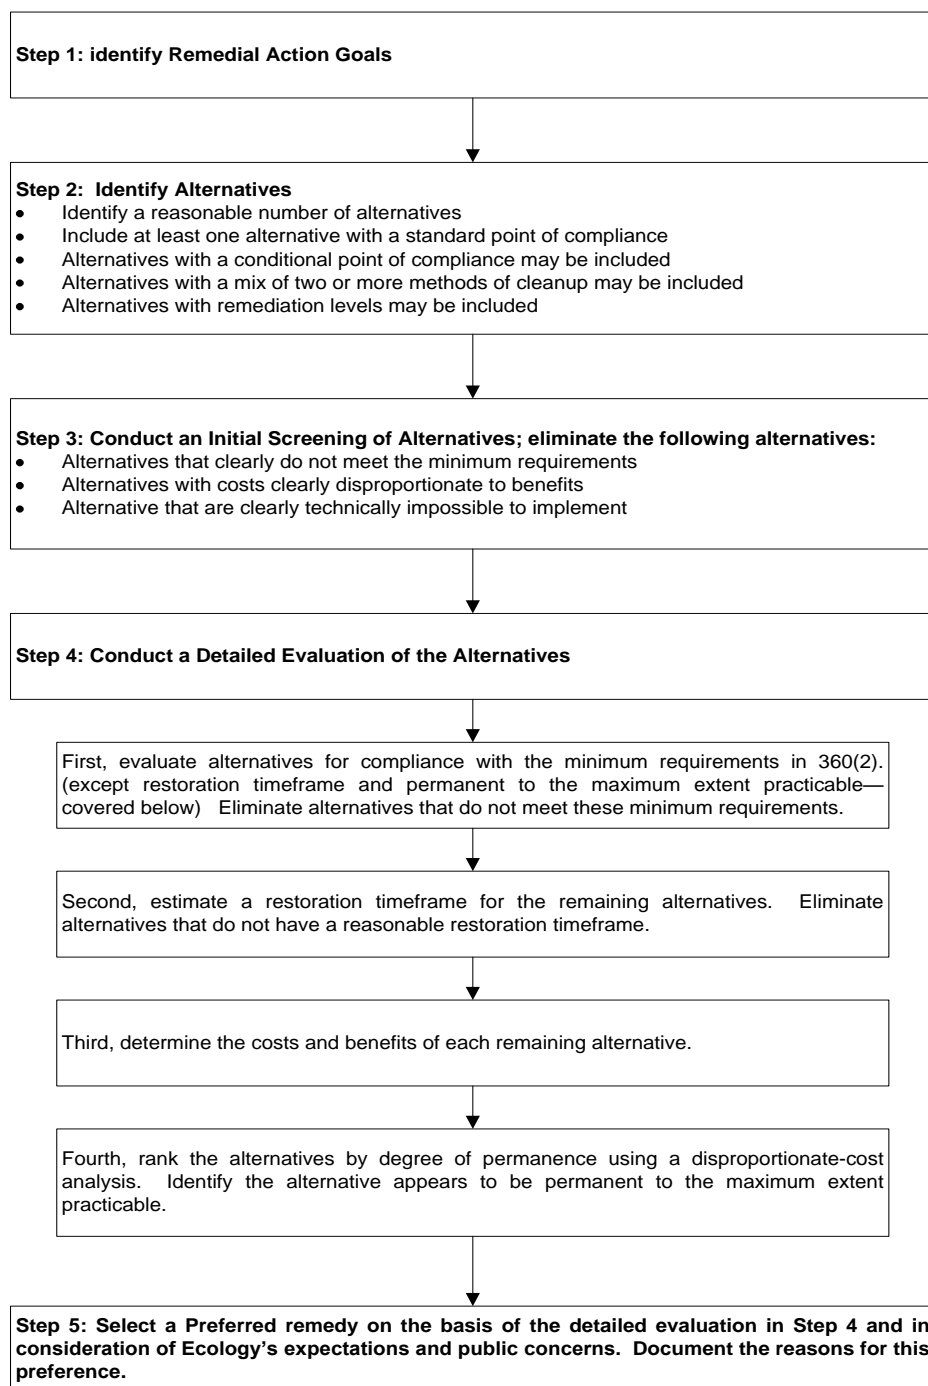 Step 1: identify Remedial Action Goals
Step 2:  Identify Alternatives
• Identify a reasonable number of alternatives
• Include at least one alternative with a standard point of compliance
• Alternatives with a conditional point of compliance may be included
• Alternatives with a mix of two or more methods of cleanup may be included
• Alternatives with remediation levels may be included
Step 3: Conduct an Initial Screening of Alternatives; eliminate the following alternatives:
• Alternatives that clearly do not meet the minimum requirements
• Alternatives with costs clearly disproportionate to benefits
• Alternative that are clearly technically impossible to implement
Step 4: Conduct a Detailed Evaluation of the Alternatives
First, evaluate alternatives for compliance with the minimum requirements in 360(2).
(except restoration timeframe and permanent to the maximum extent practicable—
covered below)  Eliminate alternatives that do not meet these minimum requirements.
Second, estimate a restoration timeframe for the remaining alternatives.  Eliminate
alternatives that do not have a reasonable restoration timeframe.
Third, determine the costs and benefits of each remaining alternative.
Fourth, rank the alternatives by degree of permanence using a disproportionate-cost
analysis.  Identify the alternative appears to be permanent to the maximum extent
practicable.
Step 5: Select a Preferred remedy on the basis of the detailed evaluation in Step 4 and in
consideration of Ecology's expectations and public concerns.  Document the reasons for this
preference.